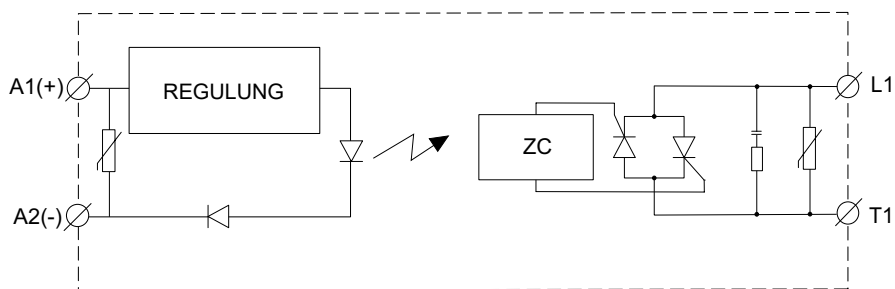 A1(+)
REGULUNG
L1
ZC
A2(-)
T1